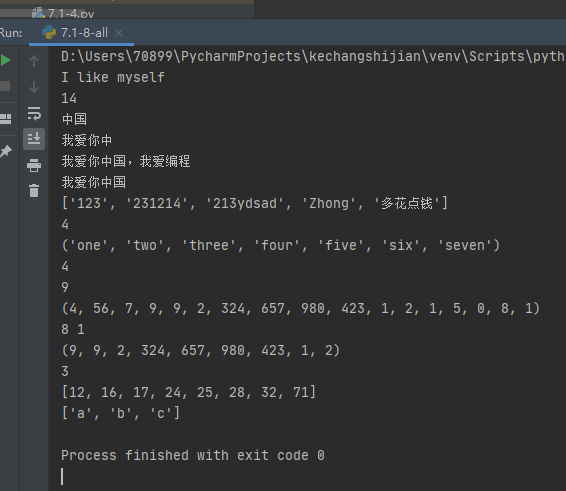 7.1-4.py
Run:
7.1-8-all
D:\Users\70899\PycharmProjects\kechangshijian\venv\Scripts\pyth
I like myself
14
中国
我爱你中
我爱你中国，我爱编程
我爱你中国
['123', '231214', '213ydsad', 'Zhong', '多花点钱']
4
('one', 'two', 'three', 'four', 'five', 'six', 'seven')
4
9
(4, 56, 7, 9, 9, 2, 324, 657, 980, 423, 1, 2, 1, 5, 0, 8, 1)
8 1
(9, 9, 2, 324, 657, 980, 423, 1, 2)
3
[12, 16, 17, 24, 25, 28, 32, 71]
['a', 'b', 'c']
Process finished with exit code 0